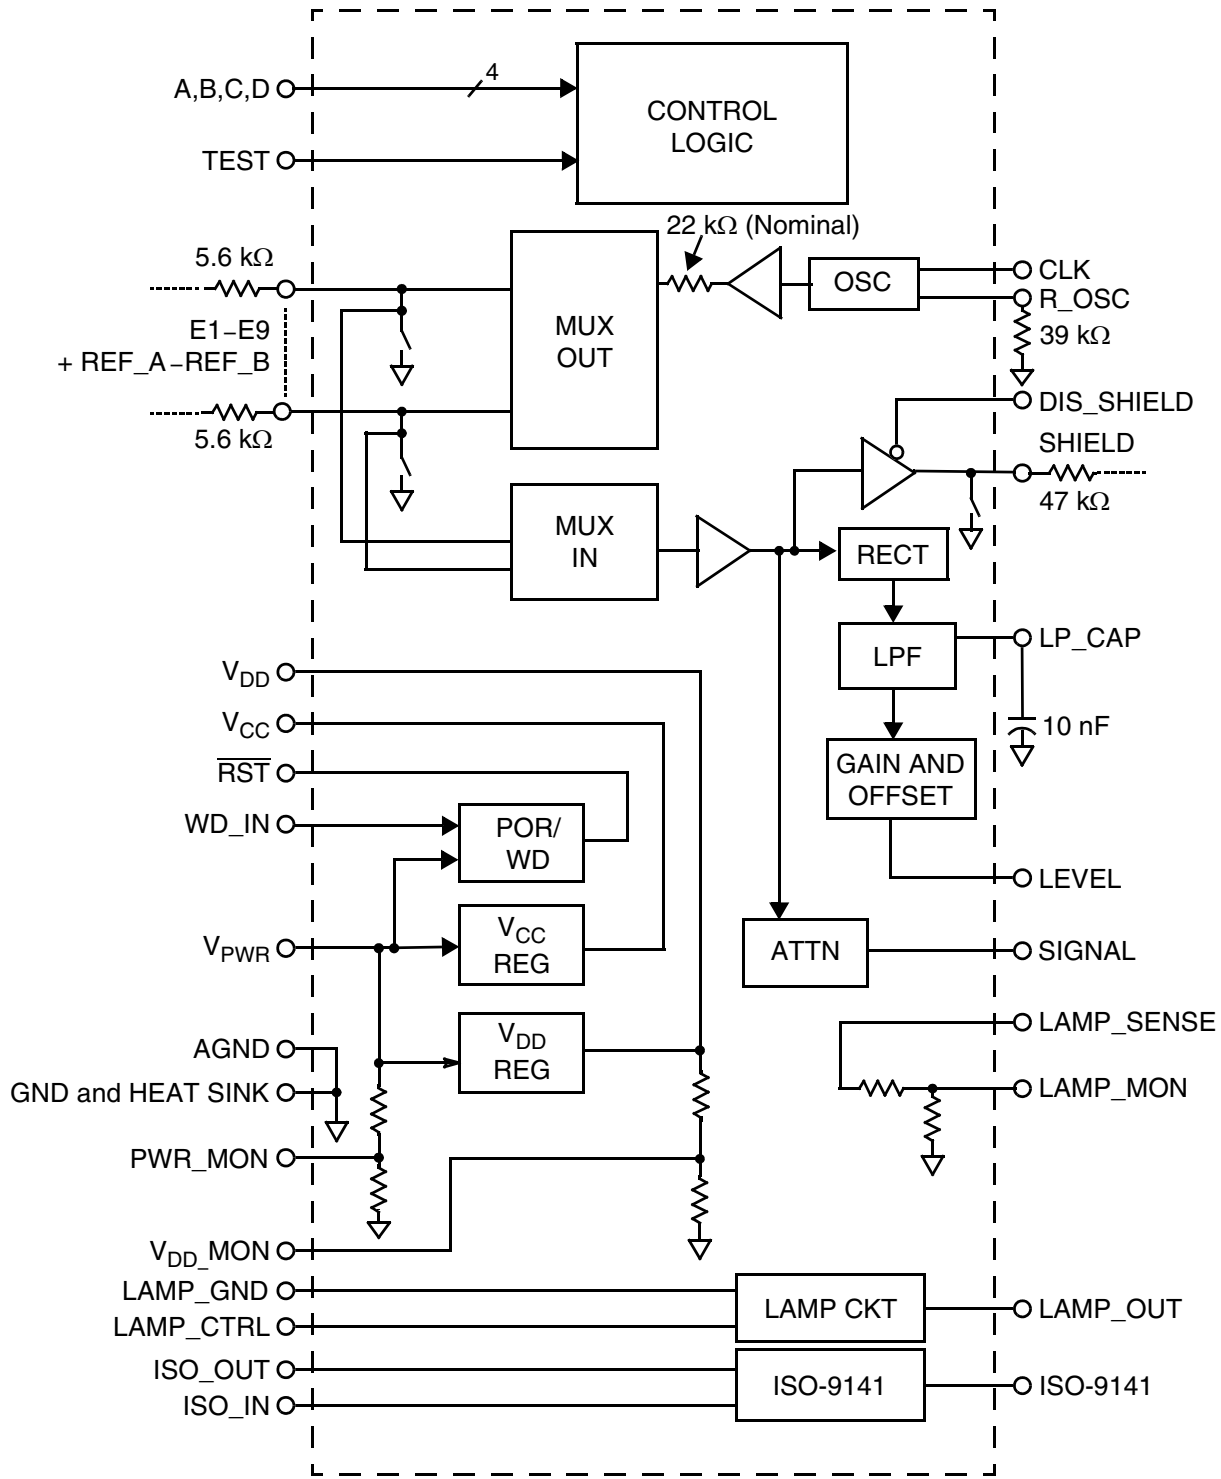 A,B,C,D
4
CONTROL
LOGIC
TEST
22 kΩ (Nominal)
5.6 kΩ
MUX
OUT
OSC
CLK
R_OSC
39 kΩ
E1–E9
+ REF_A–REF_B
5.6 kΩ
DIS_SHIELD
SHIELD
47 kΩ
MUX
IN
RECT
LPF
LP_CAP
10 nF
GAIN AND
OFFSET
LEVEL
VDD
VCC
RST
WD_IN
POR/
WD
VPWR
VCC
REG
ATTN
SIGNAL
AGND
VDD
REG
GND and HEAT SINK
LAMP_SENSE
LAMP_MON
PWR_MON
VDD_MON
LAMP_GND
LAMP_CTRL
LAMP CKT
LAMP_OUT
ISO_OUT
ISO_IN
ISO-9141
ISO-9141